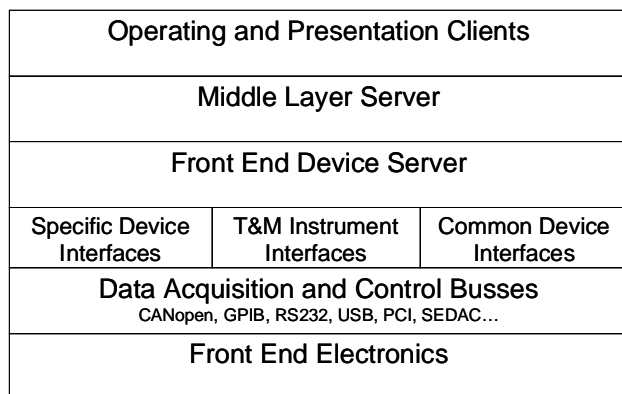 Operating and Presentation Clients
Middle Layer Server
Front End Device Server
Specific Device
Interfaces
T&M Instrument
Interfaces
Common Device
Interfaces
Data Acquisition and Control Busses
CANopen, GPIB, RS232, USB, PCI, SEDAC…
Front End Electronics